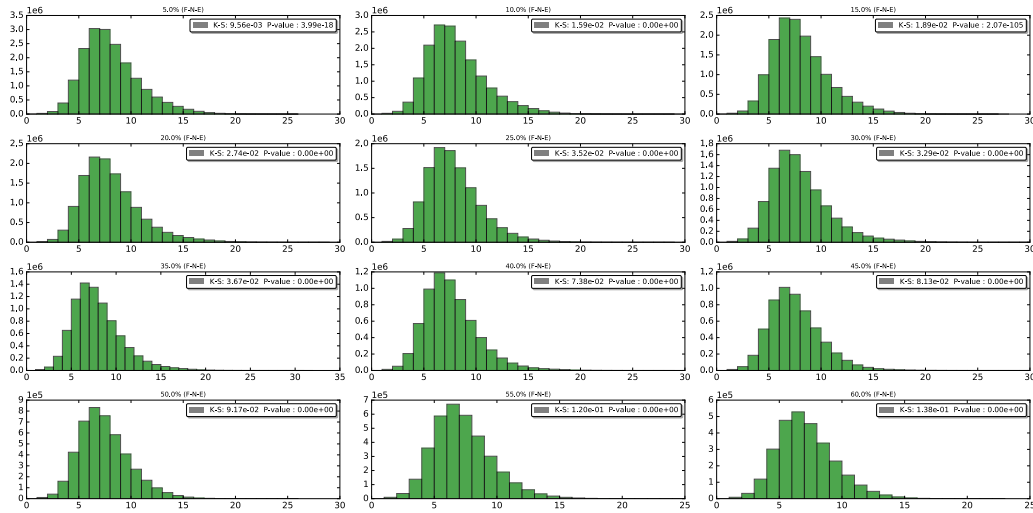 1e6 5.0% (F-N-E)
K-S: 9.56e-03 P-value : 3.99e-18
3.5
3.0
2.5
2.0
1.5
1.0
0.5
0.0
0 5 10 15 20 25 30
1e6 10.0% (F-N-E)
K-S: 1.59e-02 P-value : 0.00e+00
3.0
2.5
2.0
1.5
1.0
0.5
0.0
0 5 10 15 20 25 30
1e6 15.0% (F-N-E)
K-S: 1.89e-02 P-value : 2.07e-105
2.5
2.0
1.5
1.0
0.5
0.0
0 5 10 15 20 25 30
1e6 20.0% (F-N-E)
K-S: 2.74e-02 P-value : 0.00e+00
2.5
2.0
1.5
1.0
0.5
0.0
0 5 10 15 20 25 30
1e6 25.0% (F-N-E)
K-S: 3.52e-02 P-value : 0.00e+00
2.0
1.5
1.0
0.5
0.0
0 5 10 15 20 25 30
1e6 30.0% (F-N-E)
K-S: 3.29e-02 P-value : 0.00e+00
1.8
1.6
1.4
1.2
1.0
0.8
0.6
0.4
0.2
0.0
0 5 10 15 20 25 30
1e6 35.0% (F-N-E)
K-S: 3.67e-02 P-value : 0.00e+00
1.6
1.4
1.2
1.0
0.8
0.6
0.4
0.2
0.0
0 5 10 15 20 25 30 35
1e6 40.0% (F-N-E)
K-S: 7.38e-02 P-value : 0.00e+00
1.2
1.0
0.8
0.6
0.4
0.2
0.0
0 5 10 15 20 25 30
1e6 45.0% (F-N-E)
K-S: 8.13e-02 P-value : 0.00e+00
1.2
1.0
0.8
0.6
0.4
0.2
0.0
0 5 10 15 20 25 30
1e5 50.0% (F-N-E)
K-S: 9.17e-02 P-value : 0.00e+00
9
8
7
6
5
4
3
2
1
0
0 5 10 15 20 25 30
1e5 55.0% (F-N-E)
K-S: 1.20e-01 P-value : 0.00e+00
7
6
5
4
3
2
1
0
0 5 10 15 20 25
1e5 60.0% (F-N-E)
K-S: 1.38e-01 P-value : 0.00e+00
6
5
4
3
2
1
0
0 5 10 15 20 25